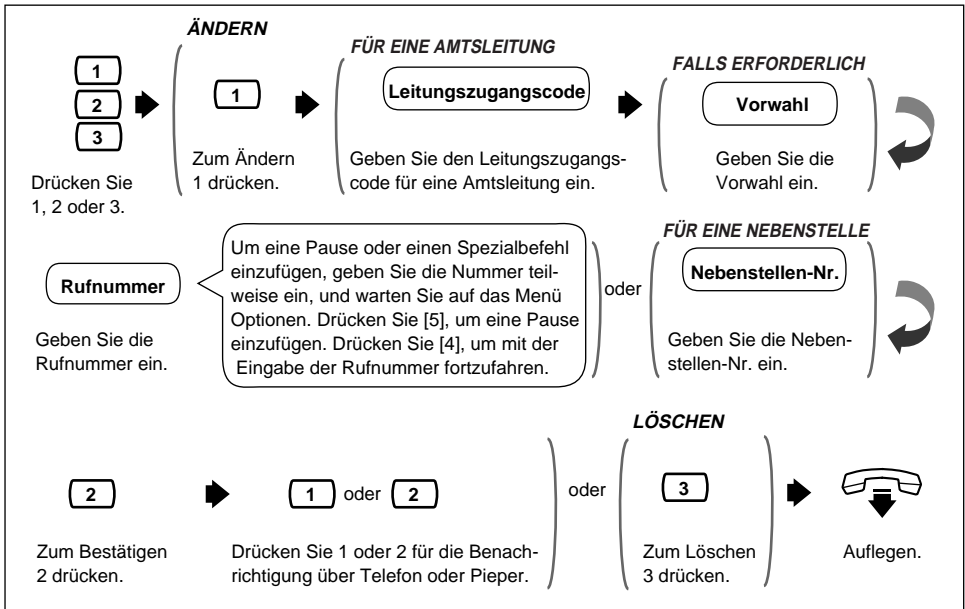 ÄNDERN
FÜR EINE AMTSLEITUNG
FALLS ERFORDERLICH
1
2
3
1
Leitungszugangscode
Vorwahl
Drücken Sie
1, 2 oder 3.
Zum Ändern
1 drücken.
Geben Sie den Leitungszugangs-
code für eine Amtsleitung ein.
Geben Sie die
Vorwahl ein.
Rufnummer
Geben Sie die
Rufnummer ein.
Um eine Pause oder einen Spezialbefehl
einzufügen, geben Sie die Nummer teil-
weise ein, und warten Sie auf das Menü
Optionen. Drücken Sie [5], um eine Pause
einzufügen. Drücken Sie [4], um mit der
Eingabe der Rufnummer fortzufahren.
oder
FÜR EINE NEBENSTELLE
Nebenstellen-Nr.
Geben Sie die Neben-
stellen-Nr. ein.
2
Zum Bestätigen
2 drücken.
1 oder 2
Drücken Sie 1 oder 2 für die Benach-
richtigung über Telefon oder Pieper.
oder
LÖSCHEN
3
Zum Löschen
3 drücken.
Auflegen.